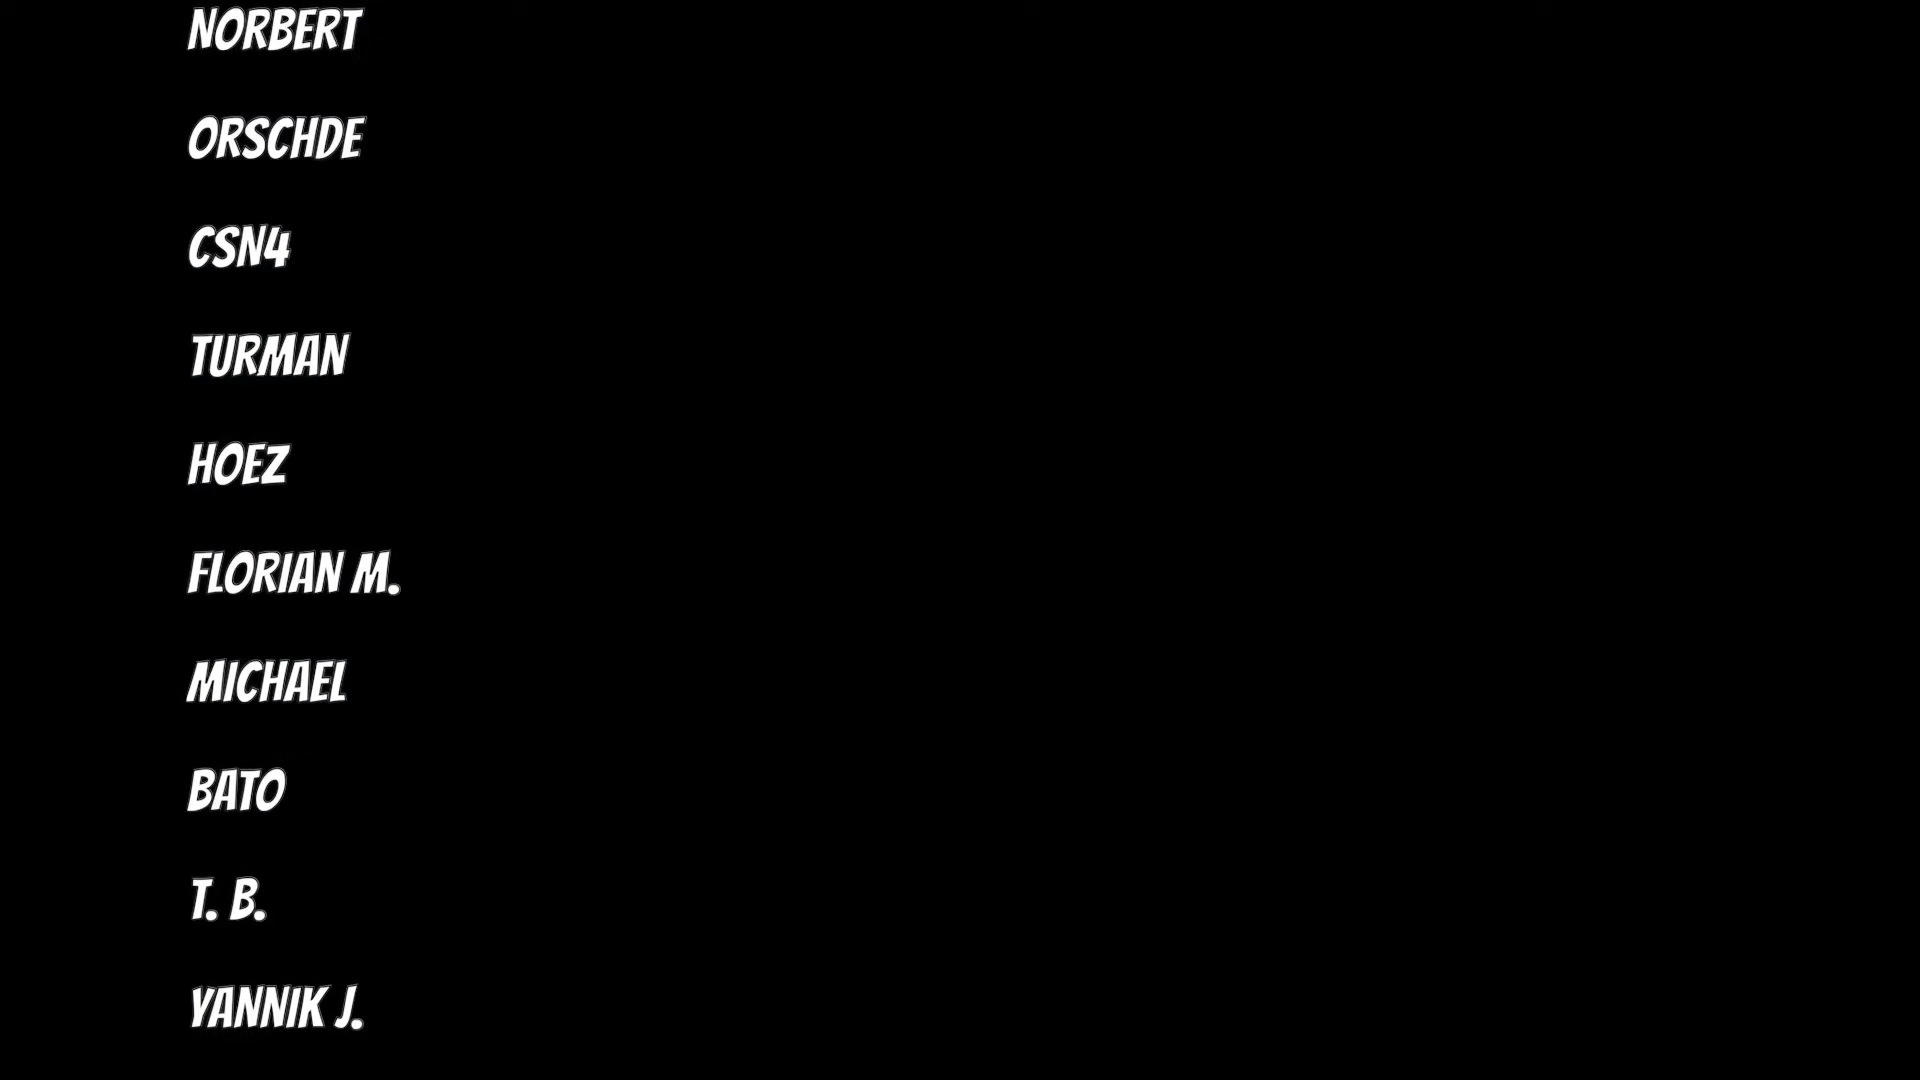 NORBERT
ORSCHDE
CSN4
TURMAN
HOEZ
FLORIAN M.
MICHAEL
BATO
T. B.
YANNIK J.